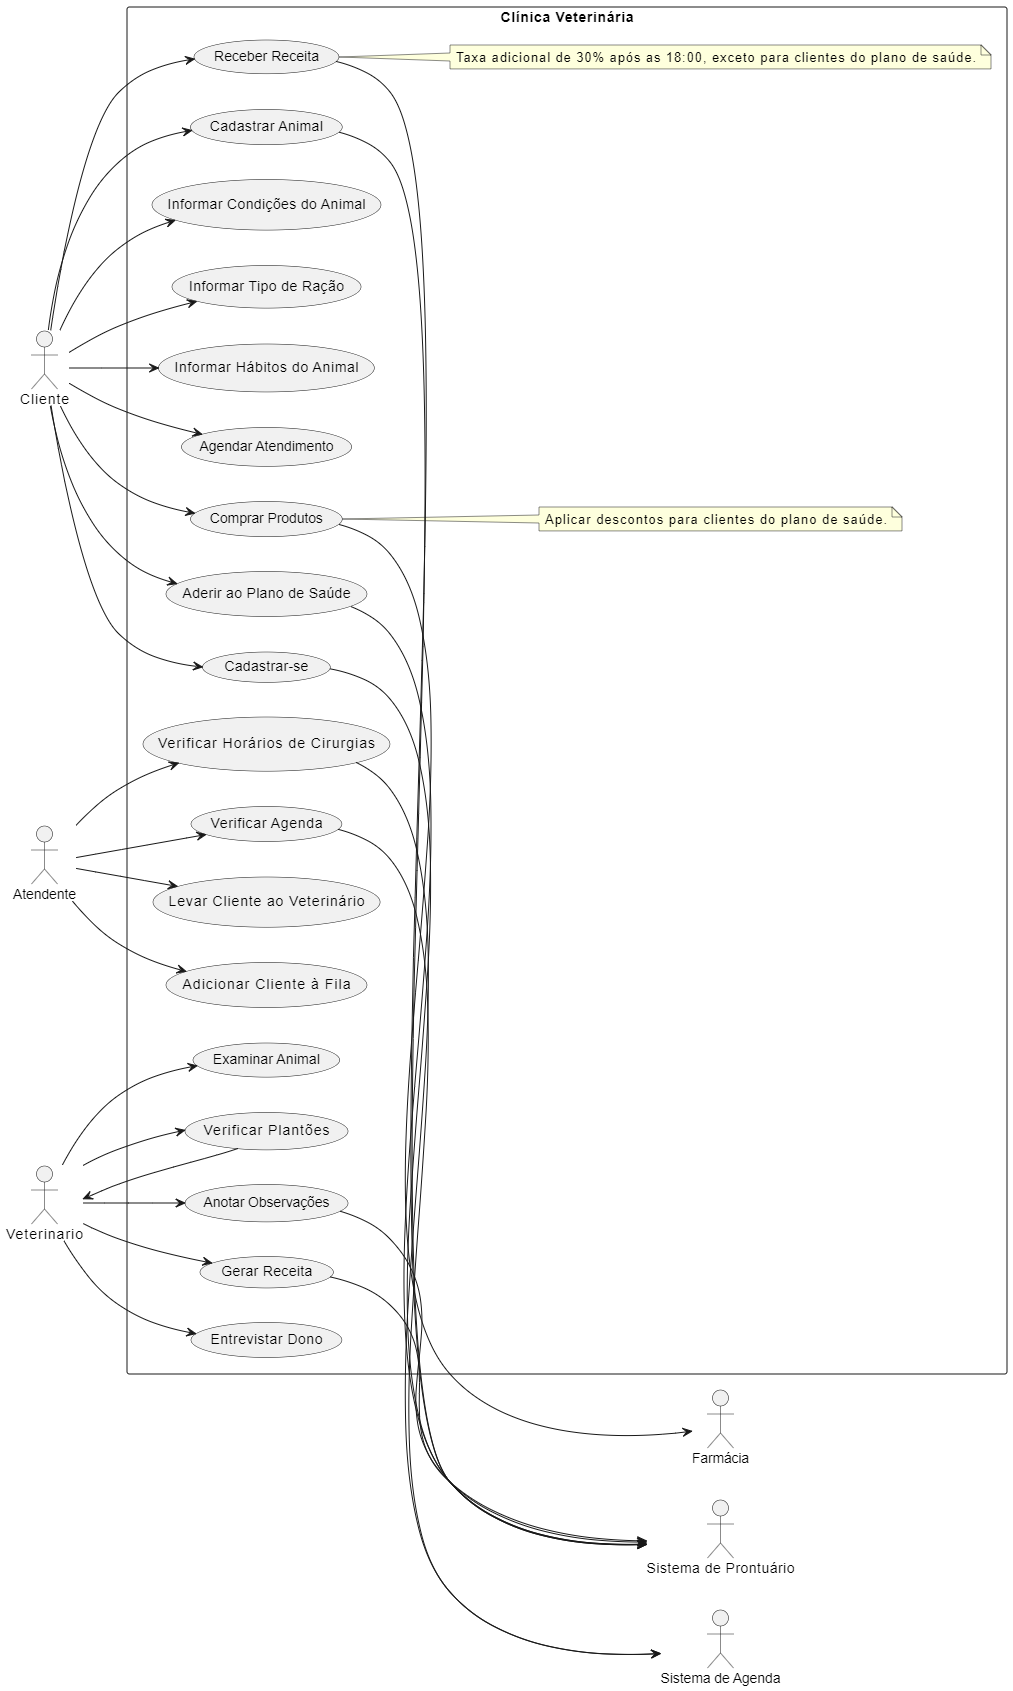 Clínica Veterinária
Receber Receita
Taxa adicional de 30% após as 18:00, exceto para clientes do plano de saúde.
Cadastrar Animal
Informar Condições do Animal
Informar Tipo de Ração
Informar Hábitos do Animal
Cliente
Agendar Atendimento
Comprar Produtos
Aplicar descontos para clientes do plano de saúde.
Aderir ao Plano de Saúde
Cadastrar-se
Verificar Horários de Cirurgias
Verificar Agenda
Atendente
Levar Cliente ao Veterinário
Adicionar Cliente à Fila
Examinar Animal
Verificar Plantões
Anotar Observações
Veterinario
Gerar Receita
Entrevistar Dono
Farmácia
Sistema de Prontuário
Sistema de Agenda